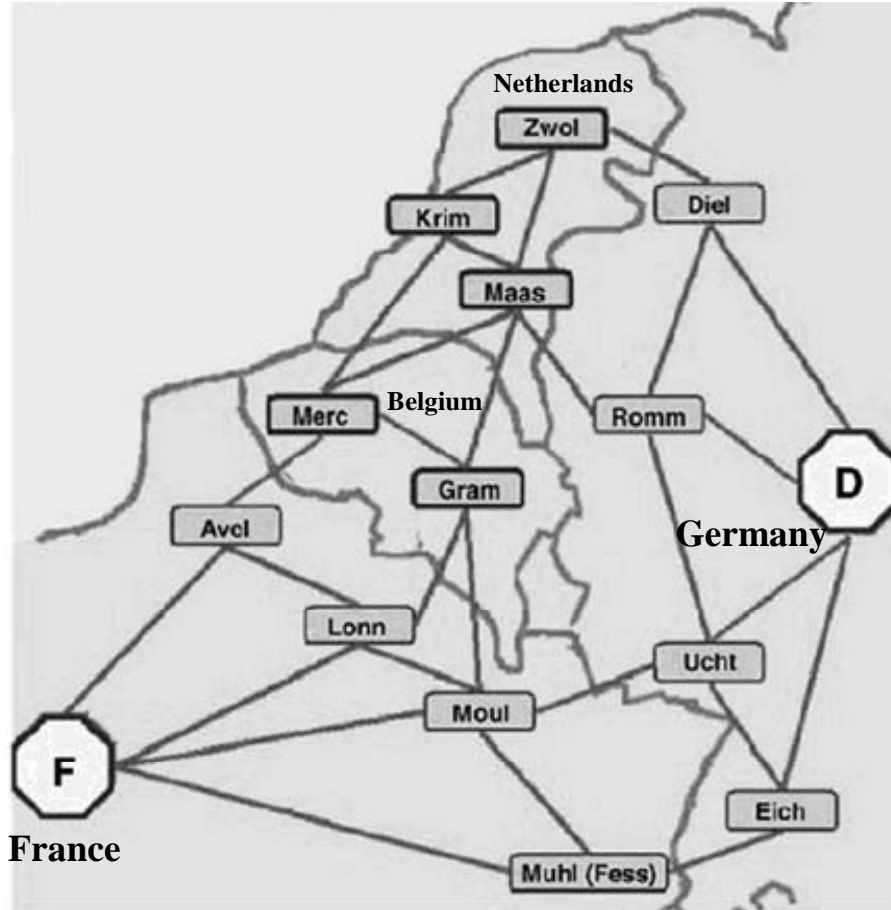 Netherlands
Zwol
Diel
Krim
Maas
Merc
Belgium
Romm
Gram
D
Avcl
Germany
Lonn
Ucht
Moul
F
Eich
France
Muhl (Fess)